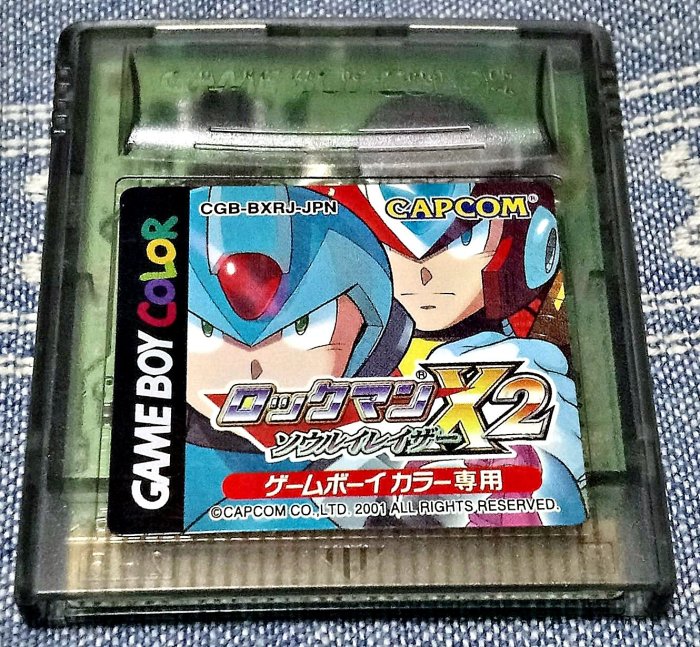 CGB-BXRJ-JPN
CAPCOM®
GAME BOY COLOR
ロックマン®X2
ソウルイレイザー
ゲームボーイカラー専用
©CAPCOM CO.,LTD. 2001 ALL RIGHTS RESERVED.